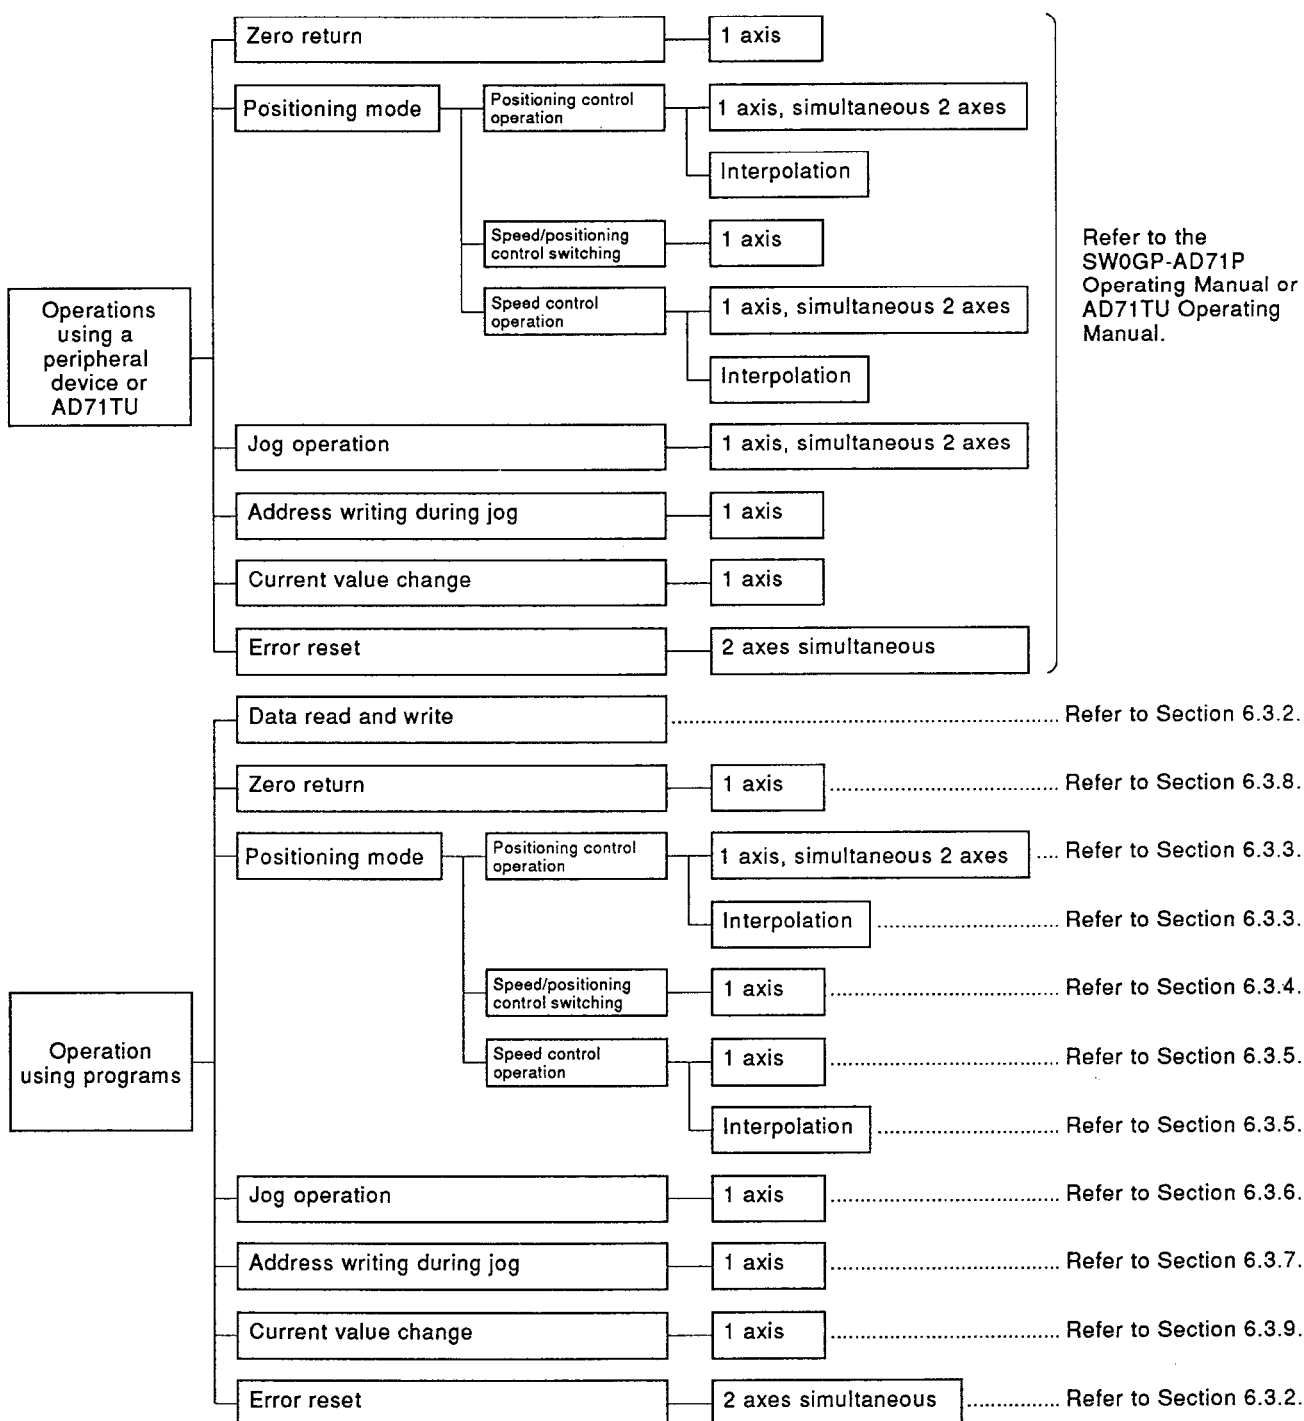 Zero return
1 axis
Positioning mode
Positioning control
operation
1 axis, simultaneous 2 axes
Interpolation
Speed/positioning
control switching
1 axis
Speed control
operation
1 axis, simultaneous 2 axes
Interpolation
Operations
using a
peripheral
device or
AD71TU
Jog operation
1 axis, simultaneous 2 axes
Address writing during jog
1 axis
Current value change
1 axis
Error reset
2 axes simultaneous
Refer to the
SW0GP-AD71P
Operating Manual or
AD71TU Operating
Manual.
Data read and write
Refer to Section 6.3.2.
Zero return
1 axis
Refer to Section 6.3.8.
Positioning mode
Positioning control
operation
1 axis, simultaneous 2 axes
Refer to Section 6.3.3.
Interpolation
Refer to Section 6.3.3.
Speed/positioning
control switching
1 axis
Refer to Section 6.3.4.
Operation
using programs
Speed control
operation
1 axis
Refer to Section 6.3.5.
Interpolation
Refer to Section 6.3.5.
Jog operation
1 axis
Refer to Section 6.3.6.
Address writing during jog
1 axis
Refer to Section 6.3.7.
Current value change
1 axis
Refer to Section 6.3.9.
Error reset
2 axes simultaneous
Refer to Section 6.3.2.